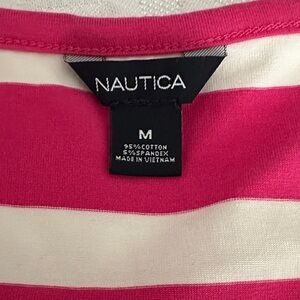 NAUTICA
M
95%COTTON
5%SPANDEX
MADE IN VIETNAM